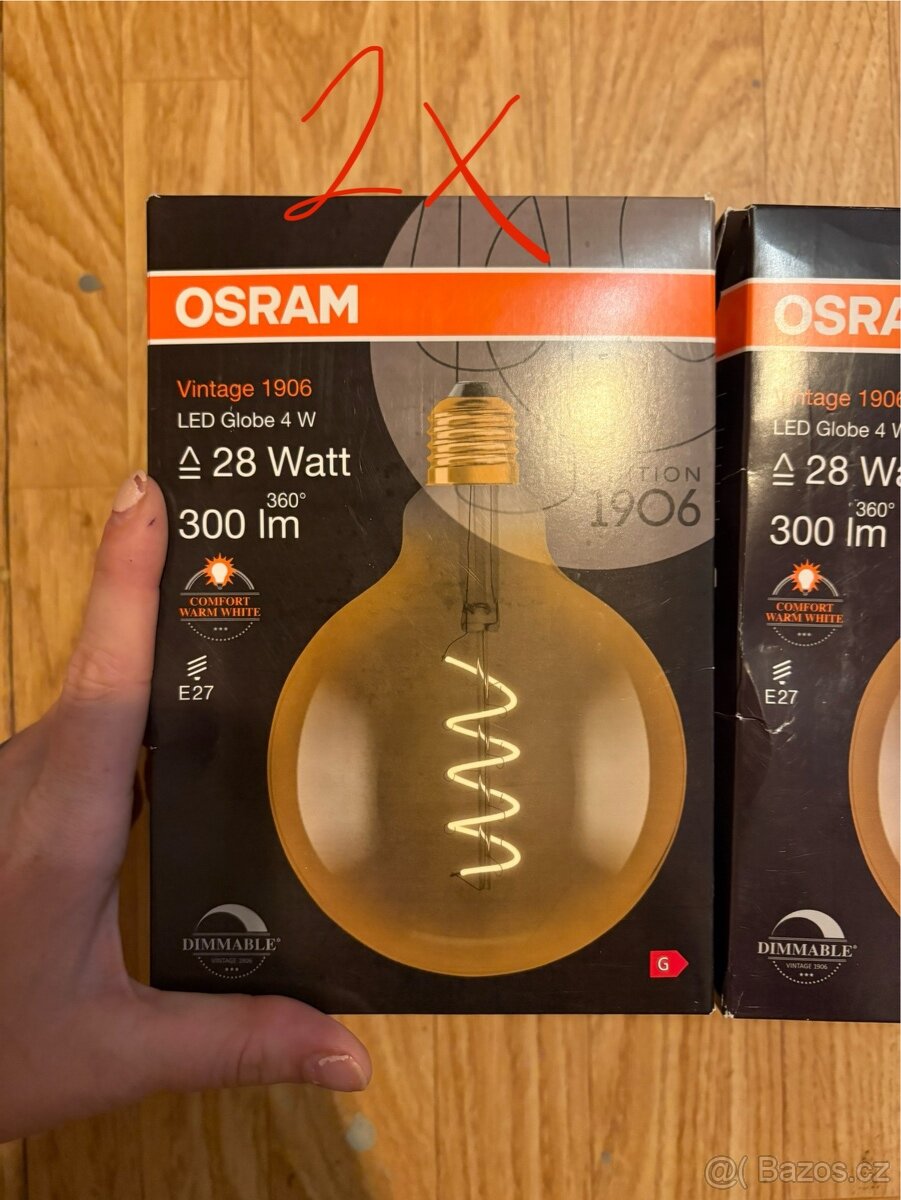 2x
OSRAM
Vintage 1906
LED Globe 4 W
≙ 28 Watt
360°
300 lm
COMFORT
WARM WHITE
E27
DIMMABLE*
VINTAGE 1906
G
1906
OSRA
Vintage 1906
LED Globe 4 W
≙ 28 Wa
360°
300 lm
COMFORT
WARM WHITE
E27
DIMMABLE*
VINTAGE 1906
@( Bazos.cz